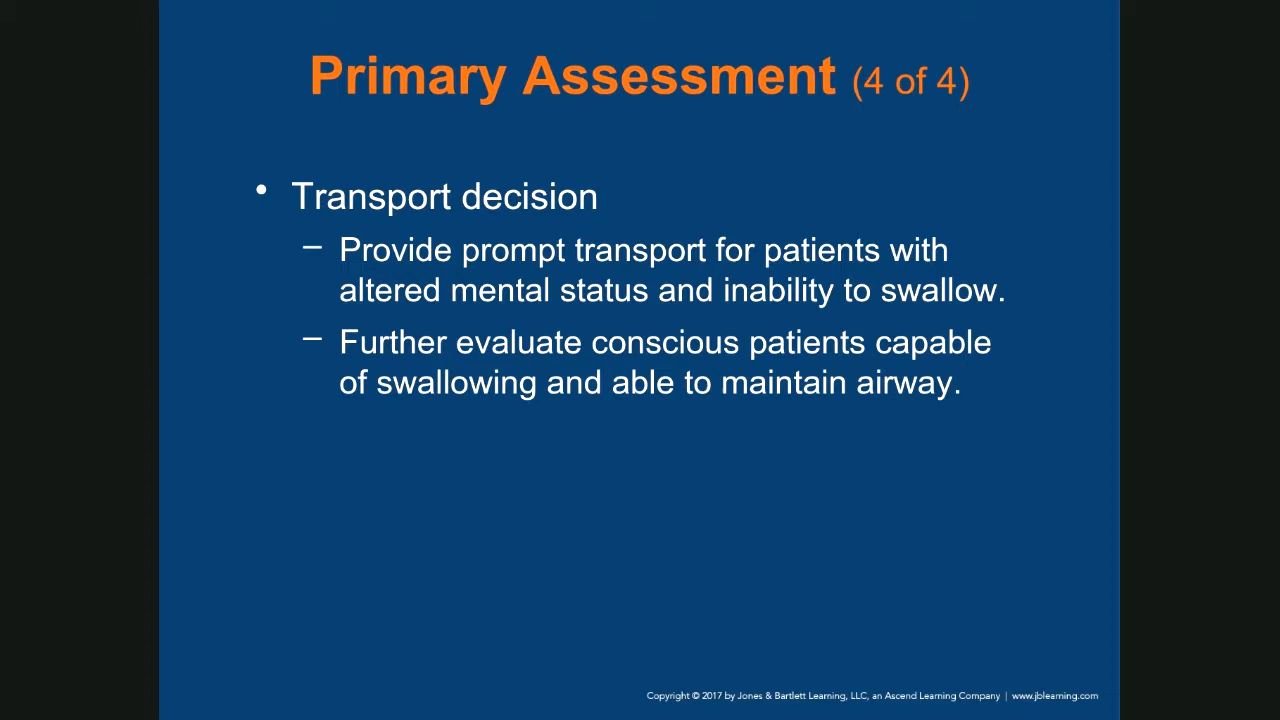 Primary Assessment (4 of 4)
• Transport decision
– Provide prompt transport for patients with
altered mental status and inability to swallow.
– Further evaluate conscious patients capable
of swallowing and able to maintain airway.
Copyright © 2017 by Jones & Bartlett Learning, LLC, an Ascend Learning Company | www.jblearning.com